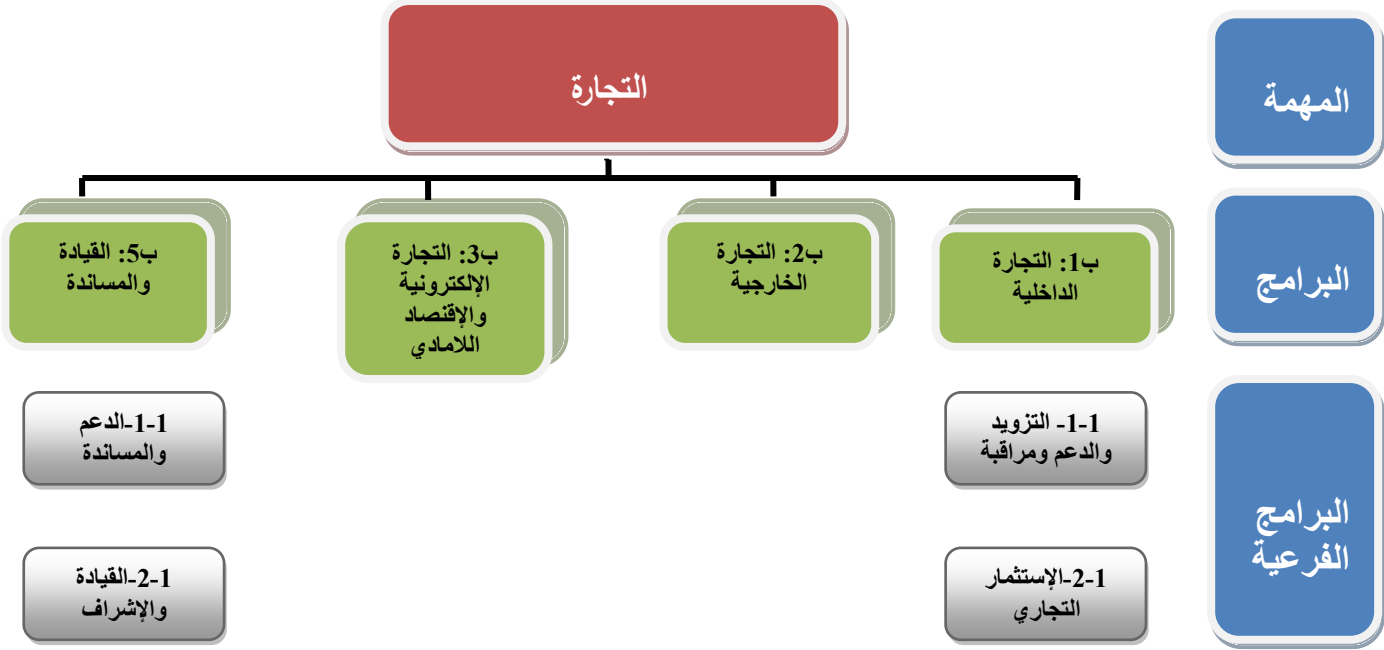 المهمة
التجارة
البرامج
ب1: التجارة
الداخلية
ب2: التجارة
الخارجية
ب3: التجارة
الإلكترونية
والإقتصاد
اللامادي
ب5: القيادة
والمساندة
البرامج
الفرعية
1-1- التزويد
والدعم ومراقبة
1-2-الإستثمار
التجاري
1-1-الدعم
والمساندة
1-2-القيادة
والإشراف